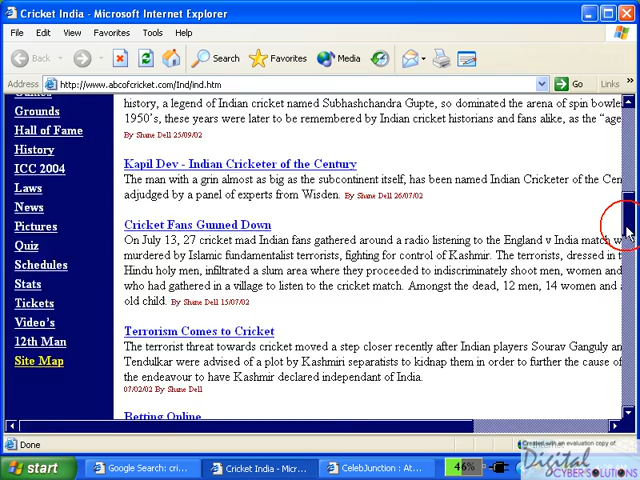 Cricket India - Microsoft Internet Explorer
File Edit View Favorites Tools Help
Back Search Favorites Media
Address http://www.abcofcricket.com/Ind/ind.htm Go Links
Grounds
Hall of Fame
History
ICC 2004
Laws
News
Pictures
Quiz
Schedules
Stats
Tickets
Video's
12th Man
Site Map
history, a legend of Indian cricket named Subhashchandra Gupte, so dominated the arena of spin bowle
1950's, these years were later to be remembered by Indian cricket historians and fans alike, as the "age
By Shane Dell 25/09/02
Kapil Dev - Indian Cricketer of the Century
The man with a grin almost as big as the subcontinent itself, has been named Indian Cricketer of the Cen
adjudged by a panel of experts from Wisden. By Shane Dell 26/07/02
Cricket Fans Gunned Down
On July 13, 27 cricket mad Indian fans gathered around a radio listening to the England v India match w
murdered by Islamic fundamentalist terrorists, fighting for control of Kashmir. The terrorists, dressed in t
Hindu holy men, infiltrated a slum area where they proceeded to indiscriminately shoot men, women and
who had gathered in a village to listen to the cricket match. Amongst the dead, 12 men, 14 women and a
old child. By Shane Dell 15/07/02
Terrorism Comes to Cricket
The terrorist threat towards cricket moved a step closer recently after Indian players Sourav Ganguly an
Tendulkar were advised of a plot by Kashmiri separatists to kidnap them in order to further the cause of
the endeavour to have Kashmir declared independant of India.
07/02/02 By Shane Dell
Betting Online
Done
Created with an evaluation copy of
start Google Search: cri... Cricket India - Micr... CelebJunction : At... 46%
Digital
CYBER SOLUTIONS